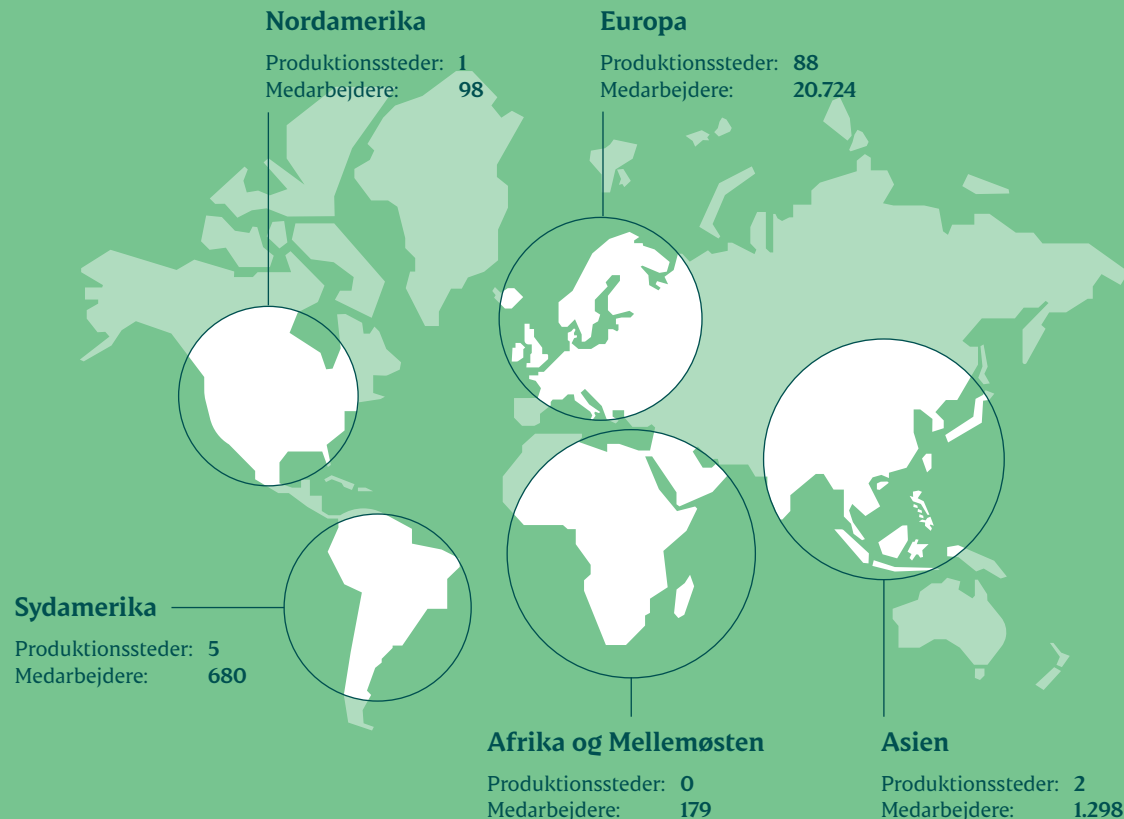 Nordamerika
Produktionssteder: 1
Medarbejdere: 98
Europa
Produktionssteder: 88
Medarbejdere: 20.724
Sydamerika
Produktionssteder: 5
Medarbejdere: 680
Afrika og Mellemøsten
Produktionssteder: 0
Medarbejdere: 179
Asien
Produktionssteder: 2
Medarbejdere: 1.298